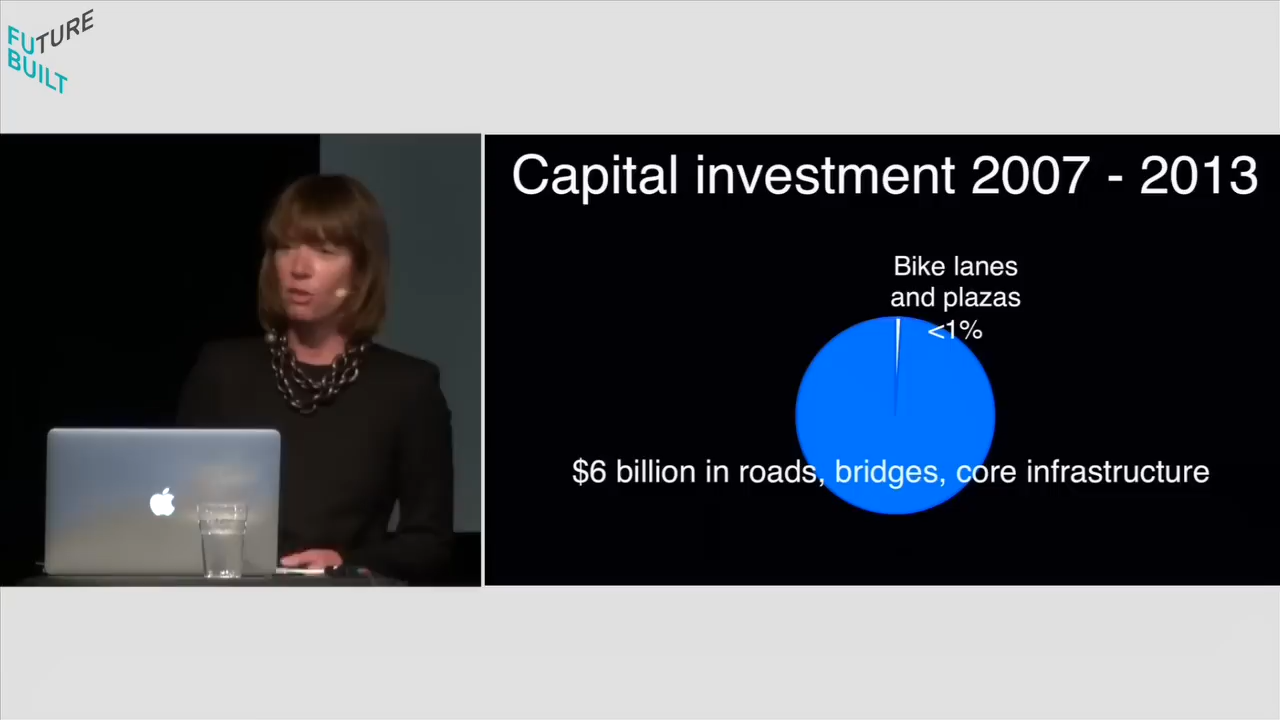 FUTURE
BUILT
Capital investment 2007 - 2013
Bike lanes
and plazas
<1%
$6 billion in roads, bridges, core infrastructure